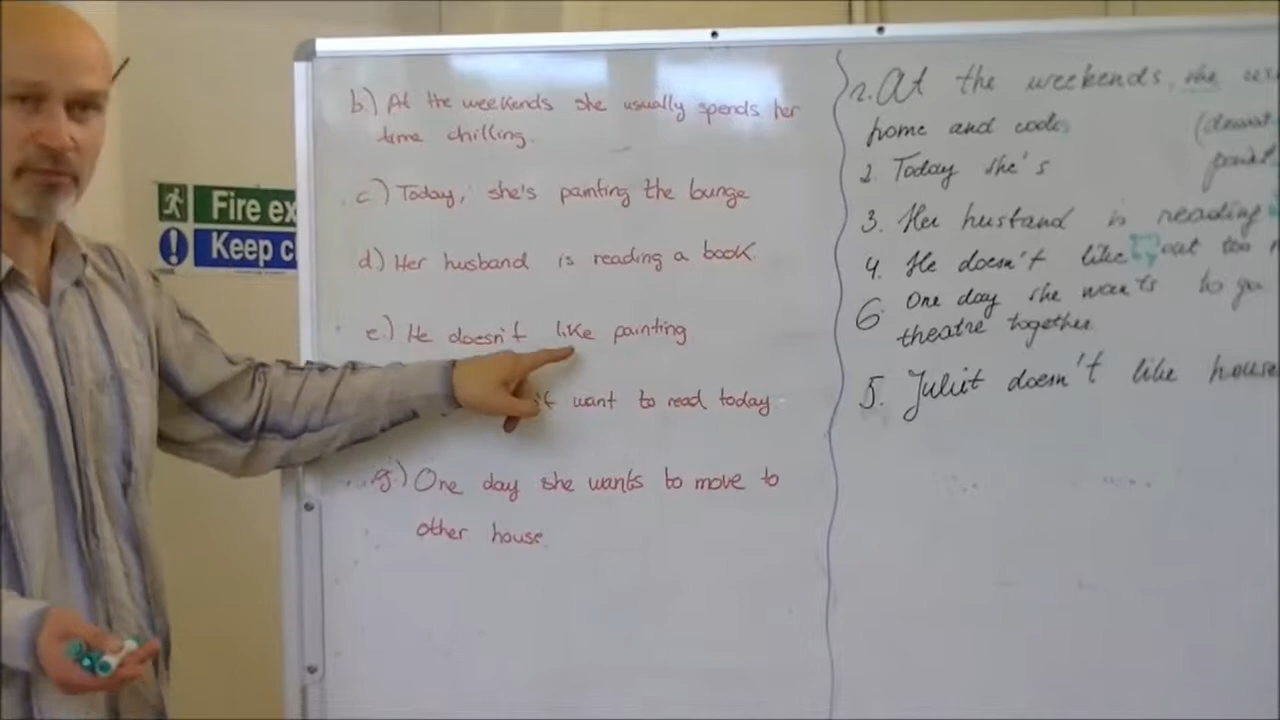 Fire ex
Keep c
b.) At the weekends she usually spends her
time chilling.
c.) Today, she's painting the bunge
d.) Her husband is reading a book
e.) He doesn't like painting
't want to read today
g.) One day she wants to move to
other house
1. At the weekends, she
home and
2. Today she's
3. Her hustand is reading
4. He doesn't like eat too
6. One day she wants to go
theatre together.
5. Juliet doesn't like house